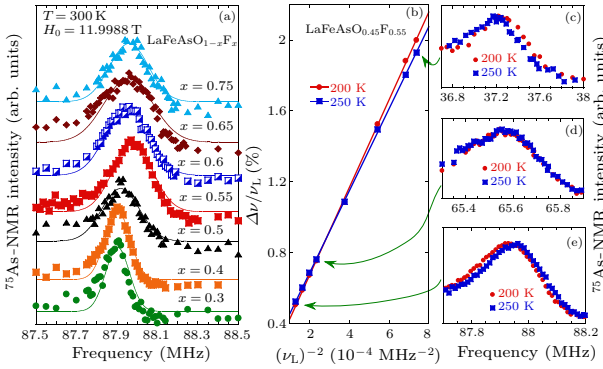 T = 300 K (a)
H₀ = 11.9988 T
LaFeAsO₁₋ₓFₓ
x = 0.75
x = 0.65
x = 0.6
x = 0.55
x = 0.5
x = 0.4
x = 0.3
87.5 87.7 87.9 88.1 88.3 88.5
Frequency (MHz)
⁷⁵As–NMR intensity (arb. units)
(b)
LaFeAsO₀.₄₅F₀.₅₅
200 K
250 K
2
1.6
1.2
0.8
0.4
Δν/νL (%)
2 4 6 8
(νL)⁻² (10⁻⁴ MHz⁻²)
(c)
200 K
250 K
36.8 37.2 37.6 38
(d)
200 K
250 K
65.4 65.6 65.8
(e)
200 K
250 K
87.8 88 88.2
Frequency (MHz)
⁷⁵As–NMR intensity (arb. units)